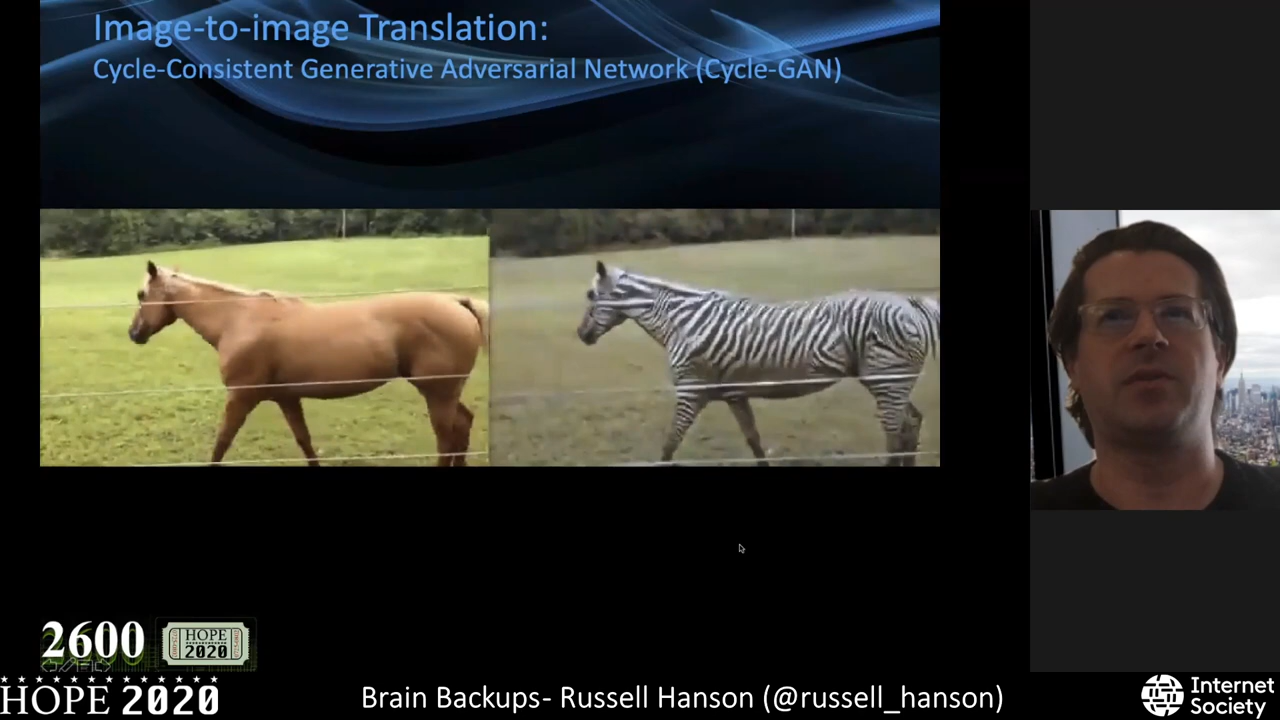 Image-to-image Translation:
Cycle-Consistent Generative Adversarial Network (Cycle-GAN)
2600
HOPE
2020
HOPE 2020
Brain Backups- Russell Hanson (@russell_hanson)
Internet
Society